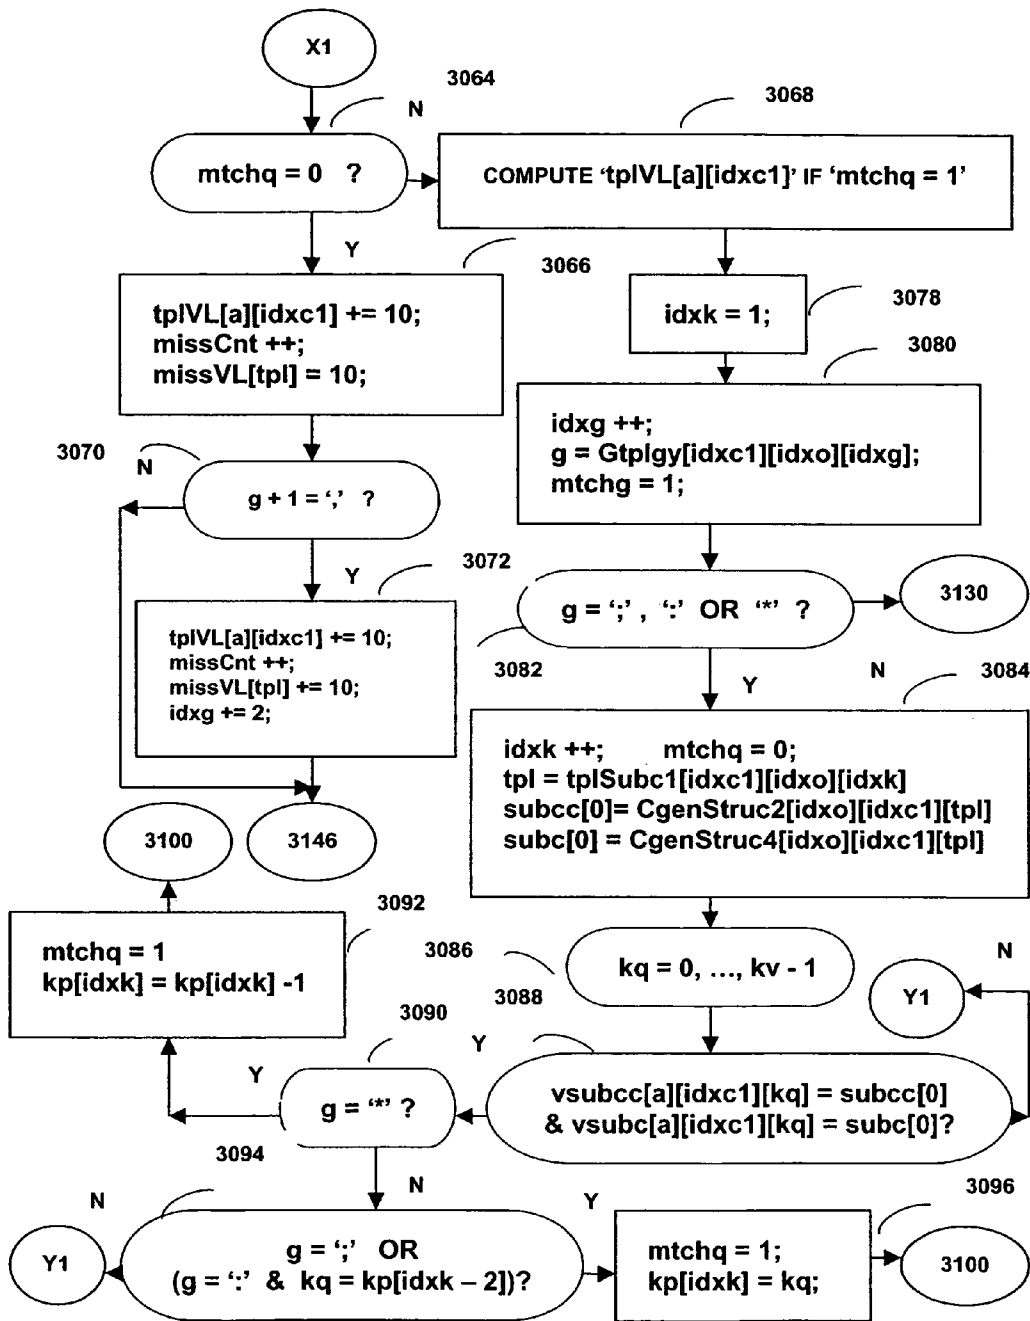 X1
3064
N
mtchq = 0 ?
3068
COMPUTE 'tplVL[a][idxc1]' IF 'mtchq = 1'
Y
3066
tplVL[a][idxc1] += 10;
missCnt ++;
missVL[tpl] = 10;
3078
idxk = 1;
3080
idxg ++;
g = Gtplgy[idxc1][idxo][idxg];
mtchg = 1;
3070
N
g + 1 = ',' ?
Y
3072
tplVL[a][idxc1] += 10;
missCnt ++;
missVL[tpl] += 10;
idxg += 2;
g = ';' , ':' OR '*' ?
3130
3082
Y
N
3084
idxk ++; mtchq = 0;
tpl = tplSubc1[idxc1][idxo][idxk]
subcc[0]= CgenStruc2[idxo][idxc1][tpl]
subc[0] = CgenStruc4[idxo][idxc1][tpl]
3100
3146
3092
mtchq = 1
kp[idxk] = kp[idxk] -1
3086
kq = 0, ..., kv - 1
N
Y1
3088
Y
vsubcc[a][idxc1][kq] = subcc[0]
& vsubc[a][idxc1][kq] = subc[0]?
3090
Y
g = '*' ?
3094
N
N
g = ';' OR
(g = ':' & kq = kp[idxk – 2])?
Y1
Y
3096
mtchq = 1;
kp[idxk] = kq;
3100